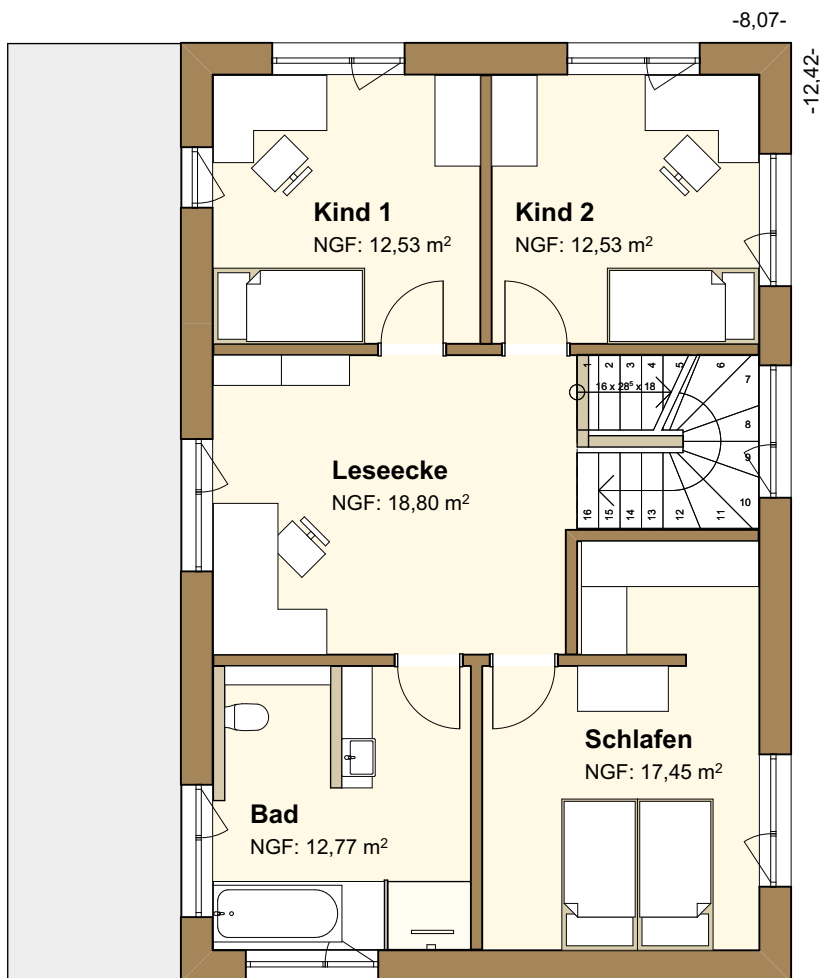 -8,07-
-12,42-
Kind 1
NGF: 12,53 m²
Kind 2
NGF: 12,53 m²
1
2
3
4
5
6
7
8
9
10
11
12
13
14
15
16
16 x 28⁵ x 18
Leseecke
NGF: 18,80 m²
Schlafen
NGF: 17,45 m²
Bad
NGF: 12,77 m²